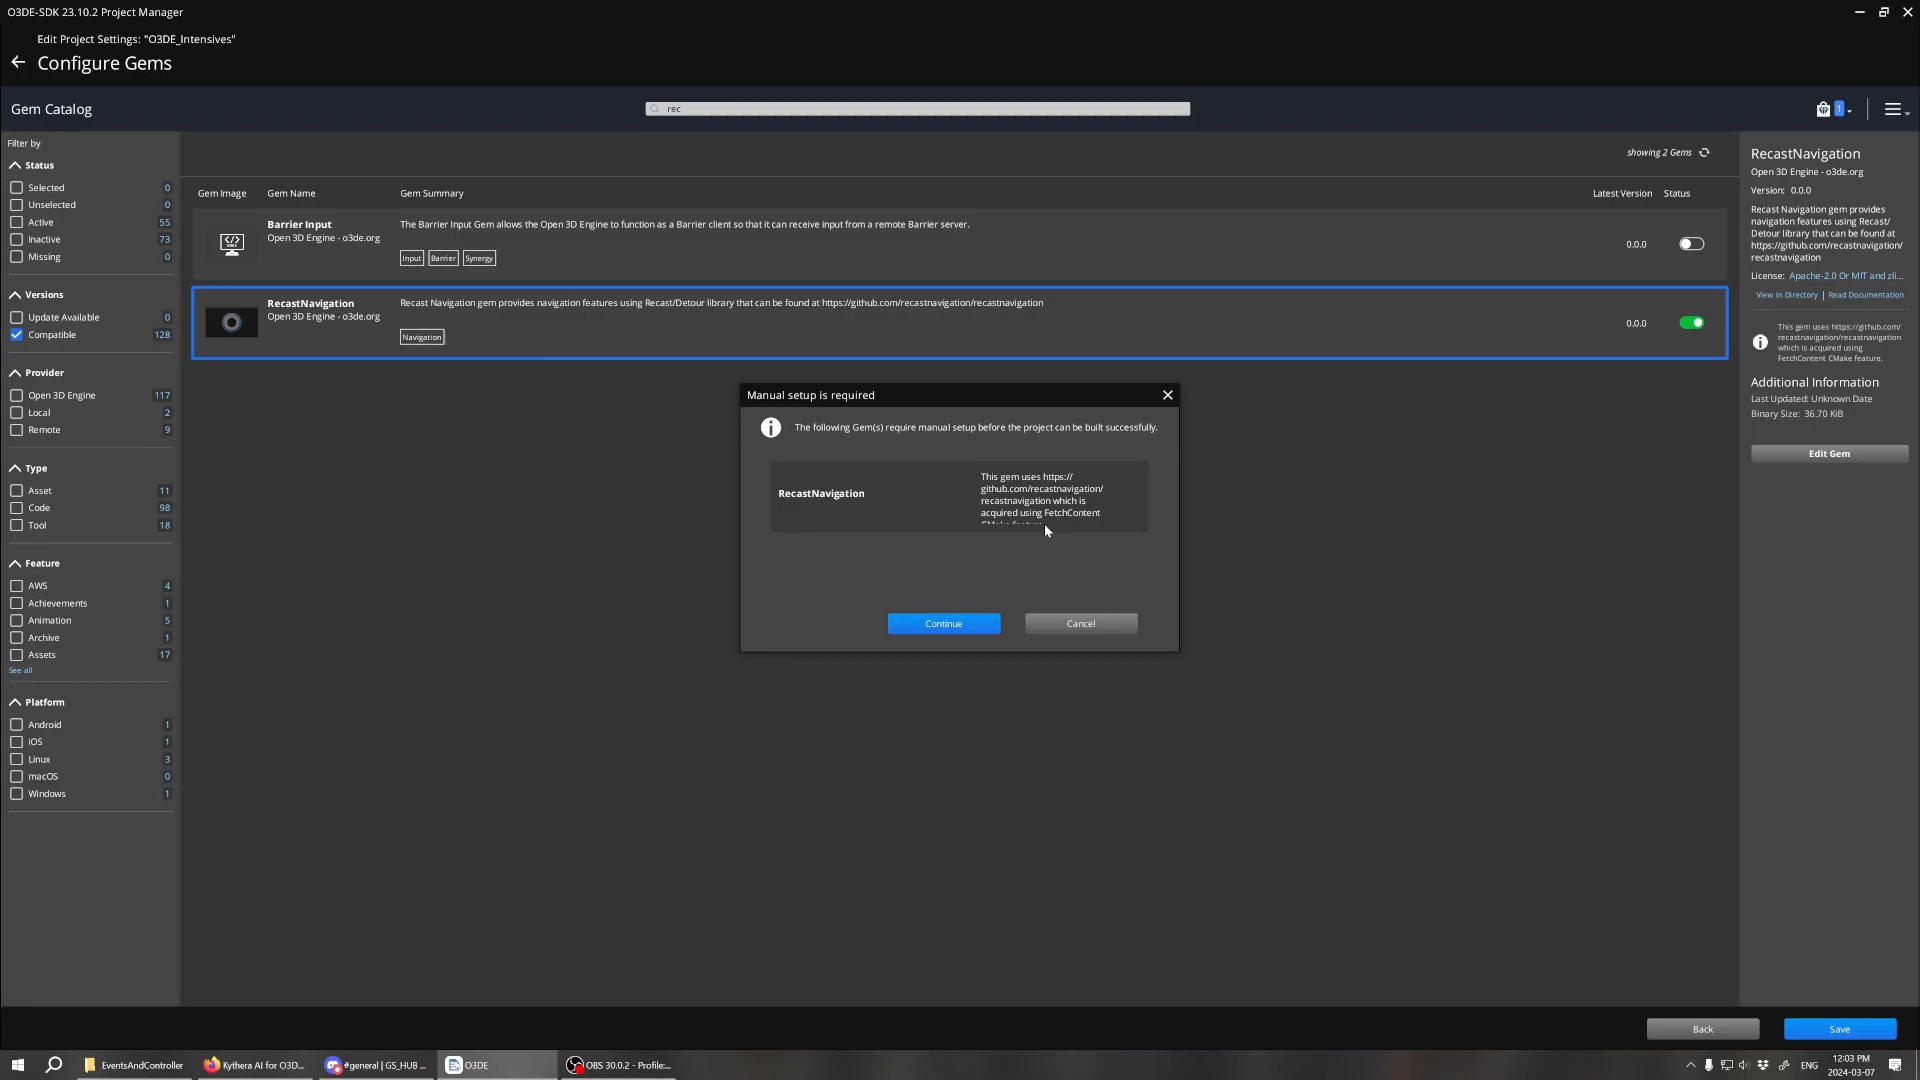 O3DE-SDK 23.10.2 Project Manager
Edit Project Settings: "O3DE_Intensives"
Configure Gems
Gem Catalog
rec
1
Filter by
Status
Selected 0
Unselected 0
Active 55
Inactive 73
Missing 0
Versions
Update Available 0
Compatible 128
Provider
Open 3D Engine 117
Local 2
Remote 9
Type
Asset 11
Code 98
Tool 18
Feature
AWS 4
Achievements 1
Animation 5
Archive 1
Assets 17
See all
Platform
Android 1
iOS 1
Linux 3
macOS 0
Windows 1
showing 2 Gems
Gem Image Gem Name Gem Summary Latest Version Status
Barrier Input
Open 3D Engine - o3de.org
The Barrier Input Gem allows the Open 3D Engine to function as a Barrier client so that it can receive input from a remote Barrier server.
Input Barrier Synergy
0.0.0
RecastNavigation
Open 3D Engine - o3de.org
Recast Navigation gem provides navigation features using Recast/Detour library that can be found at https://github.com/recastnavigation/recastnavigation
Navigation
0.0.0
Manual setup is required
The following Gem(s) require manual setup before the project can be built successfully.
RecastNavigation
This gem uses https://
github.com/recastnavigation/
recastnavigation which is
acquired using FetchContent
Continue Cancel
RecastNavigation
Open 3D Engine - o3de.org
Version: 0.0.0
Recast Navigation gem provides
navigation features using Recast/
Detour library that can be found at
https://github.com/recastnavigation/
recastnavigation
License: Apache-2.0 Or MIT and zli...
View in Directory | Read Documentation
This gem uses https://github.com/
recastnavigation/recastnavigation
which is acquired using
FetchContent CMake feature.
Additional Information
Last Updated: Unknown Date
Binary Size: 36.70 KiB
Edit Gem
Back Save
EventsAndController
Kythera AI for O3D...
#general | GS_HUB ...
O3DE
OBS 30.0.2 - Profile:...
ENG
12:03 PM
2024-03-07